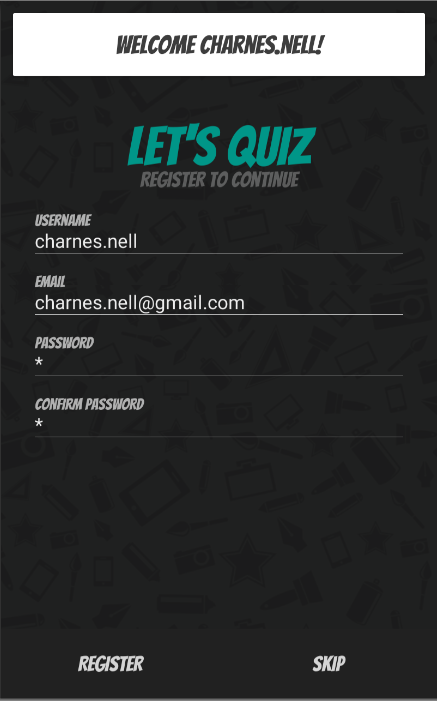 WELCOME CHARNES.NELL!
LET'S QUIZ
REGISTER TO CONTINUE
USERNAME
charnes.nell
EMAIL
charnes.nell@gmail.com
PASSWORD
*
CONFIRM PASSWORD
*
REGISTER SKIP